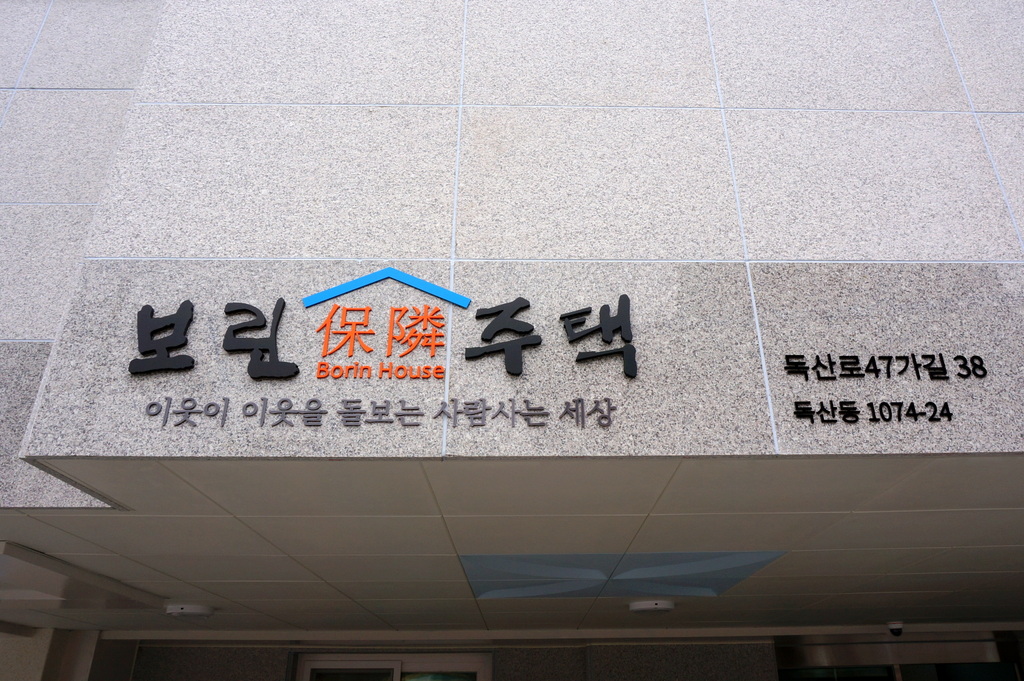 보린 保隣 주택
Borin House
이웃이 이웃을 돌보는 사람사는 세상
독산로47가길 38
독산동 1074-24